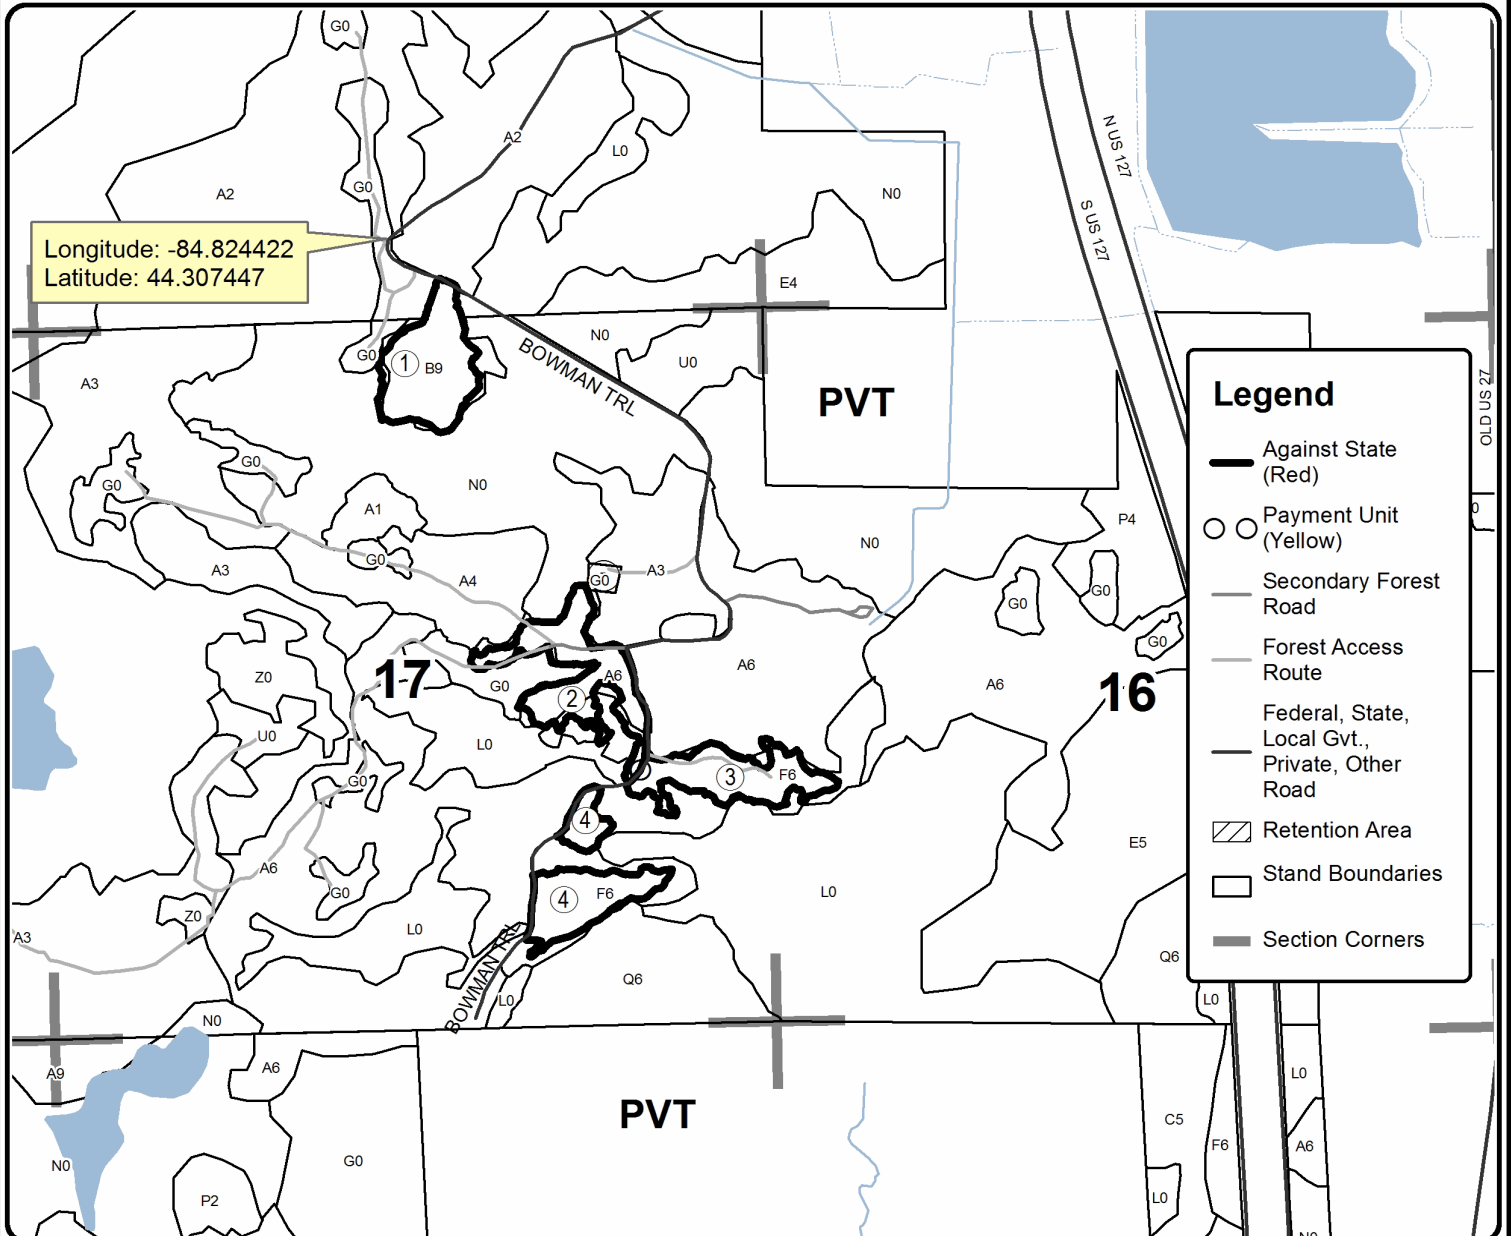 G0
A2
L0
N US 127
G0
A2
N0
S US 127
Longitude: -84.824422
Latitude: 44.307447
E4
N0
G0
1
B9
BOWMAN TRL
U0
A3
PVT
OLD US 27
Legend
Against State
(Red)
Payment Unit
(Yellow)
Secondary Forest
Road
Forest Access
Route
Federal, State,
Local Gvt.,
Private, Other
Road
Retention Area
Stand Boundaries
Section Corners
G0
G0
N0
A1
P4
0
N0
G0
A3
A4
G0
A3
G0
G0
G0
Z0
17
G0
A6
2
A6
A6
16
U0
L0
G0
3
F6
4
A6
E5
G0
4
F6
L0
Z0
A3
L0
BOWMAN TRL
Q6
Q6
L0
L0
N0
A9
A6
L0
PVT
C5
F6
A6
N0
G0
P2
L0
N0